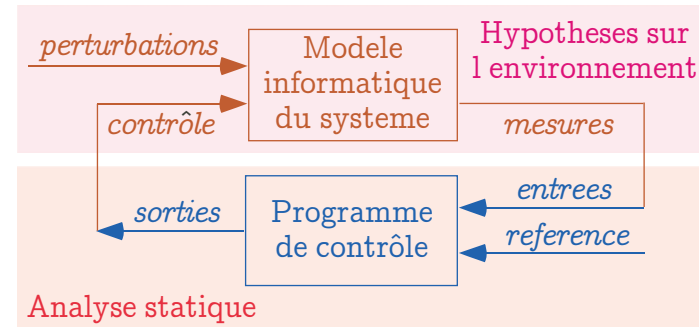 perturbations
Modele
informatique
du systeme
Hypotheses sur
l environnement
contrôle
mesures
sorties
Programme
de contrôle
entrees
reference
Analyse statique